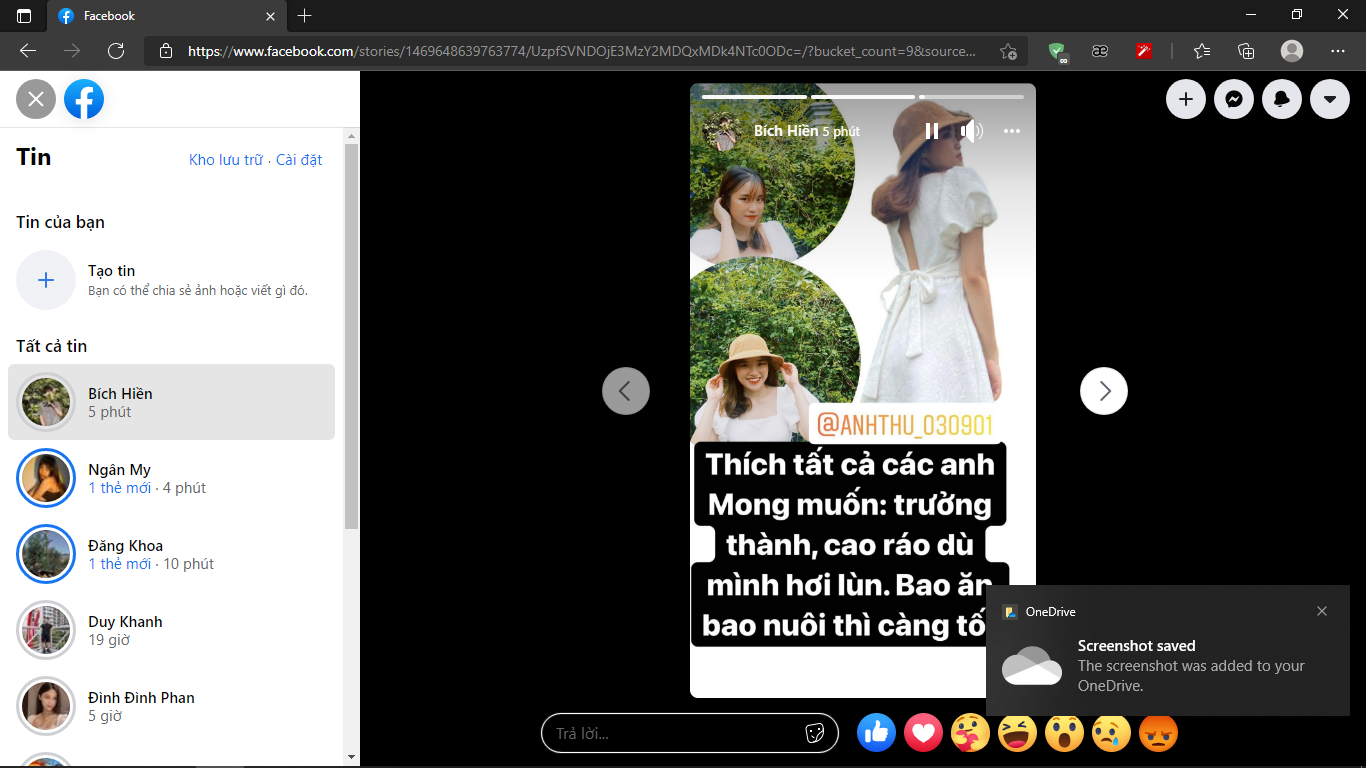 Facebook
https://www.facebook.com/stories/1469648639763774/UzpfSVNDOjE3MzY2MDQxMDk4NTc0ODc=/?bucket_count=9&source...
Tin
Kho lưu trữ · Cài đặt
Tin của bạn
Tạo tin
Bạn có thể chia sẻ ảnh hoặc viết gì đó.
Tất cả tin
Bích Hiền
5 phút
Ngân My
1 thẻ mới · 4 phút
Đăng Khoa
1 thẻ mới · 10 phút
Duy Khanh
19 giờ
Đình Đình Phan
5 giờ
Bích Hiền 5 phút
@ANHTHU_030901
Thích tất cả các anh
Mong muốn: trưởng
thành, cao ráo dù
mình hơi lùn. Bao ăn
bao nuôi thì càng
Trả lời...
OneDrive
Screenshot saved
The screenshot was added to your
OneDrive.